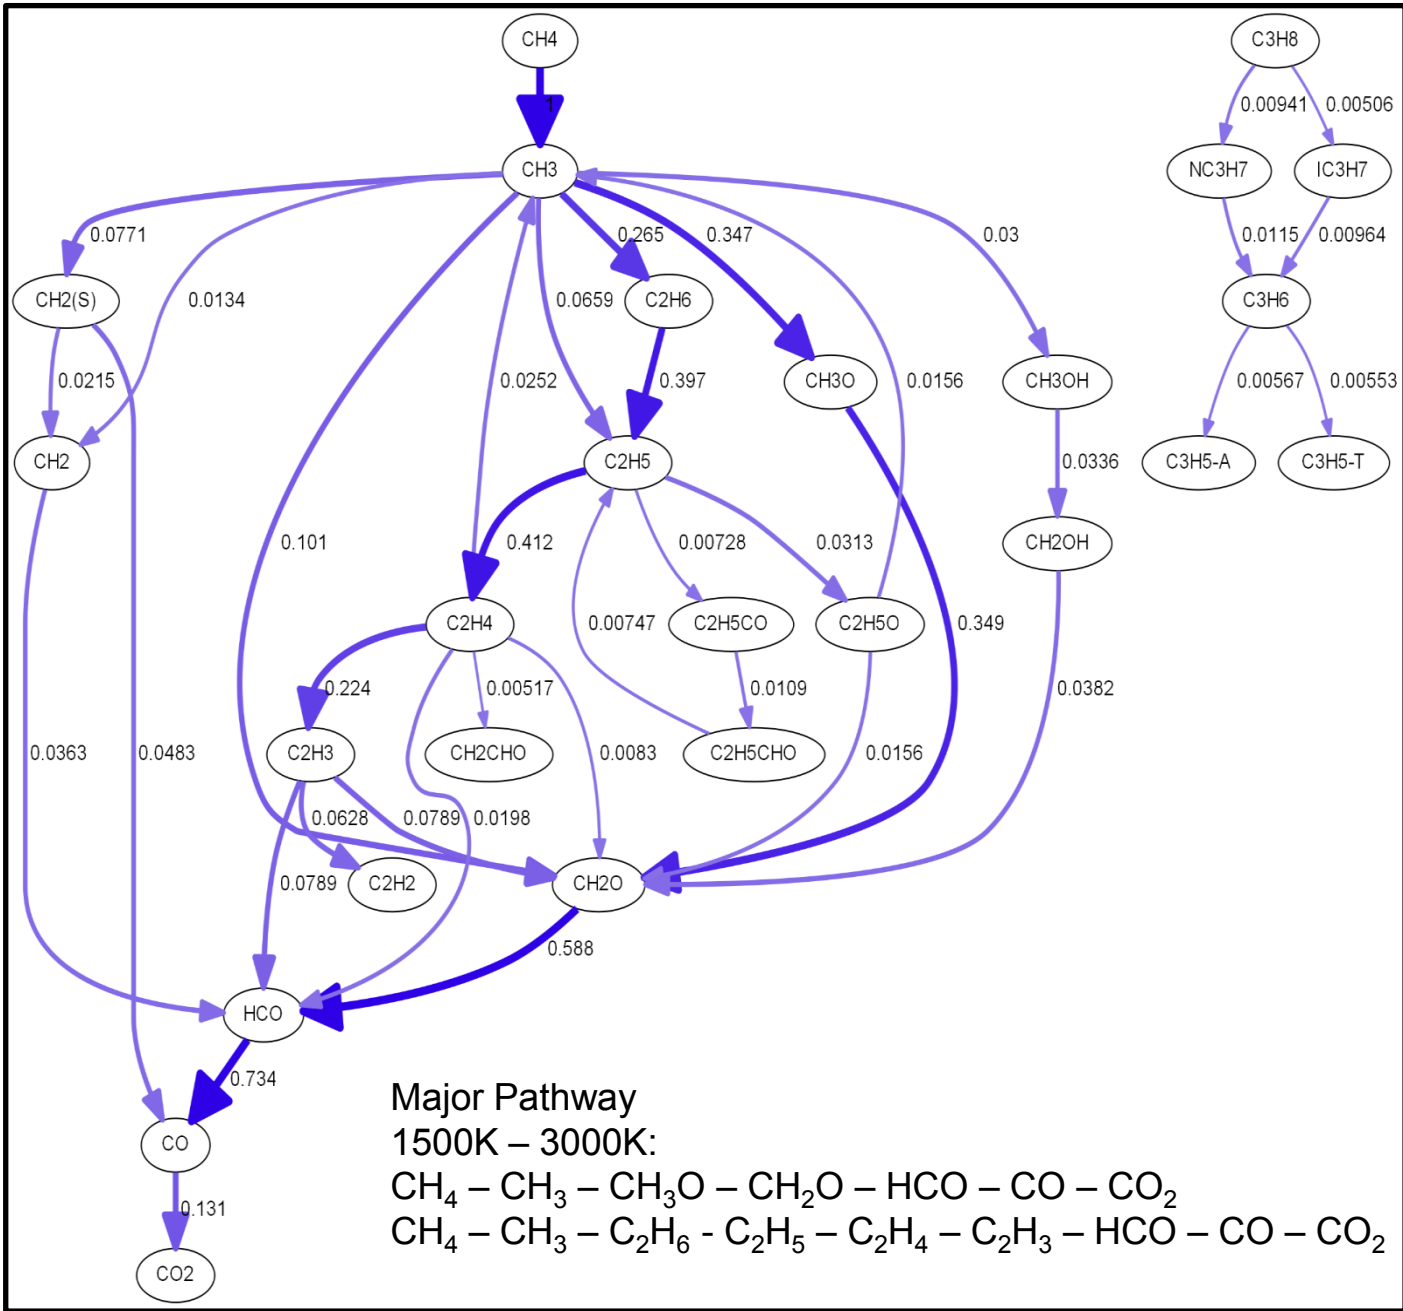 CH4
C3H8
1
0.00941
0.00506
CH3
NC3H7
IC3H7
0.0771
0.265
0.347
0.03
0.0115
0.00964
CH2(S)
0.0134
0.0659
C2H6
C3H6
0.0215
0.0252
0.397
CH3O
0.0156
CH3OH
0.00567
0.00553
CH2
C2H5
0.0336
C3H5-A
C3H5-T
0.101
0.412
0.00728
0.0313
CH2OH
C2H4
0.00747
C2H5CO
C2H5O
0.349
0.224
0.00517
0.0109
0.0382
0.0363
0.0483
C2H3
CH2CHO
0.0083
C2H5CHO
0.0156
0.0628
0.0789
0.0198
0.0789
C2H2
CH2O
0.588
HCO
0.734
CO
0.131
CO2
Major Pathway
1500K – 3000K:
CH₄ – CH₃ – CH₃O – CH₂O – HCO – CO – CO₂
CH₄ – CH₃ – C₂H₆ - C₂H₅ – C₂H₄ – C₂H₃ – HCO – CO – CO₂